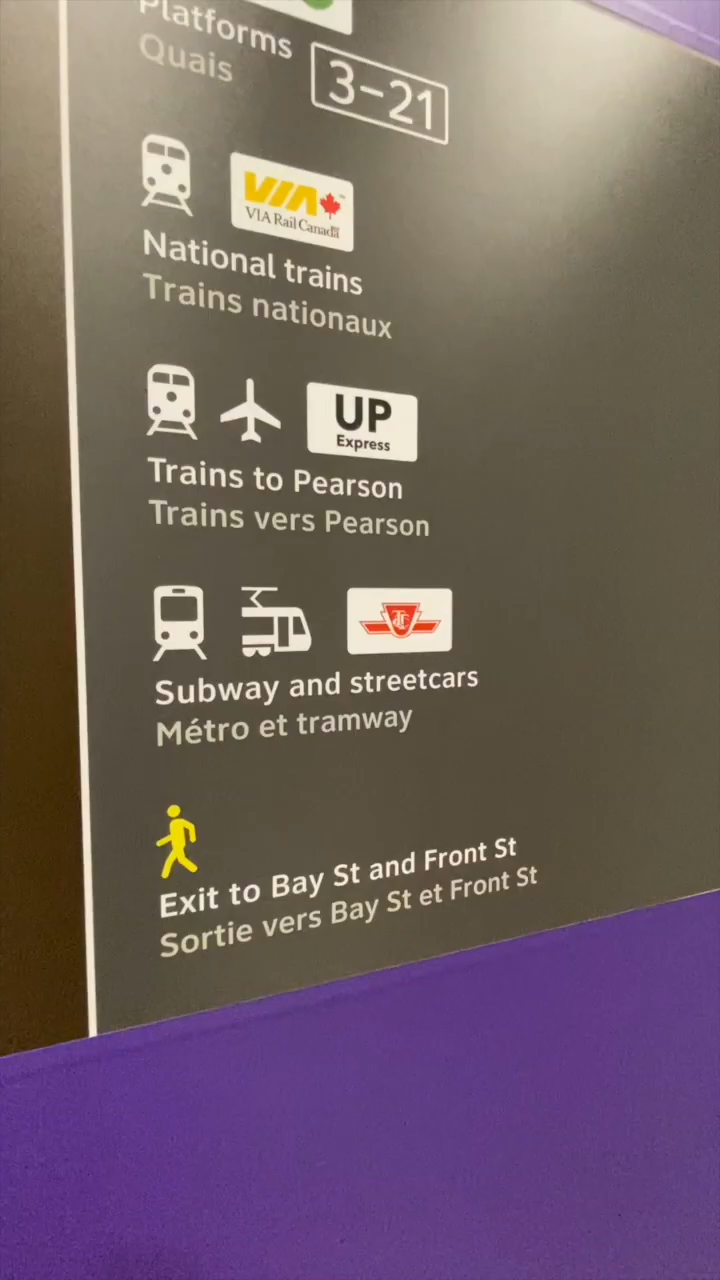 Platforms
Quais
3–21
VIA
VIA Rail Canada
National trains
Trains nationaux
UP
Express
Trains to Pearson
Trains vers Pearson
TTC
Subway and streetcars
Métro et tramway
Exit to Bay St and Front St
Sortie vers Bay St et Front St